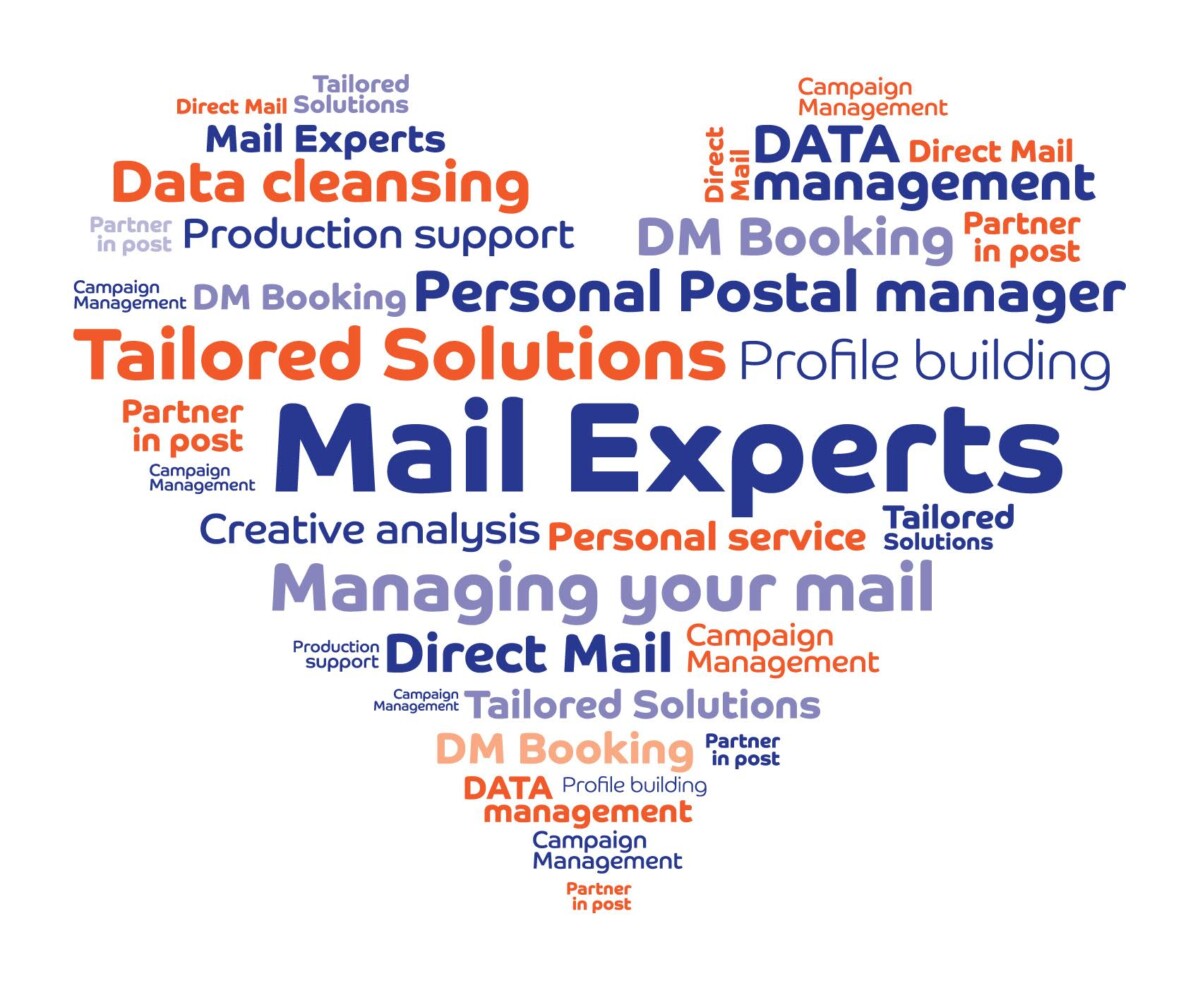 Tailored
Direct Mail Solutions
Mail Experts
Data cleansing
Partner
in post
Production support
Campaign
Management
Direct
Mail
DATA
management
Direct Mail
DM Booking
Partner
in post
Campaign
Management
DM Booking
Personal Postal manager
Tailored Solutions
Profile building
Partner
in post
Campaign
Management
Mail Experts
Creative analysis
Personal service
Tailored
Solutions
Managing your mail
Production
support
Direct Mail
Campaign
Management
Campaign
Management
Tailored Solutions
DM Booking
Partner
in post
DATA
management
Profile building
Campaign
Management
Partner
in post